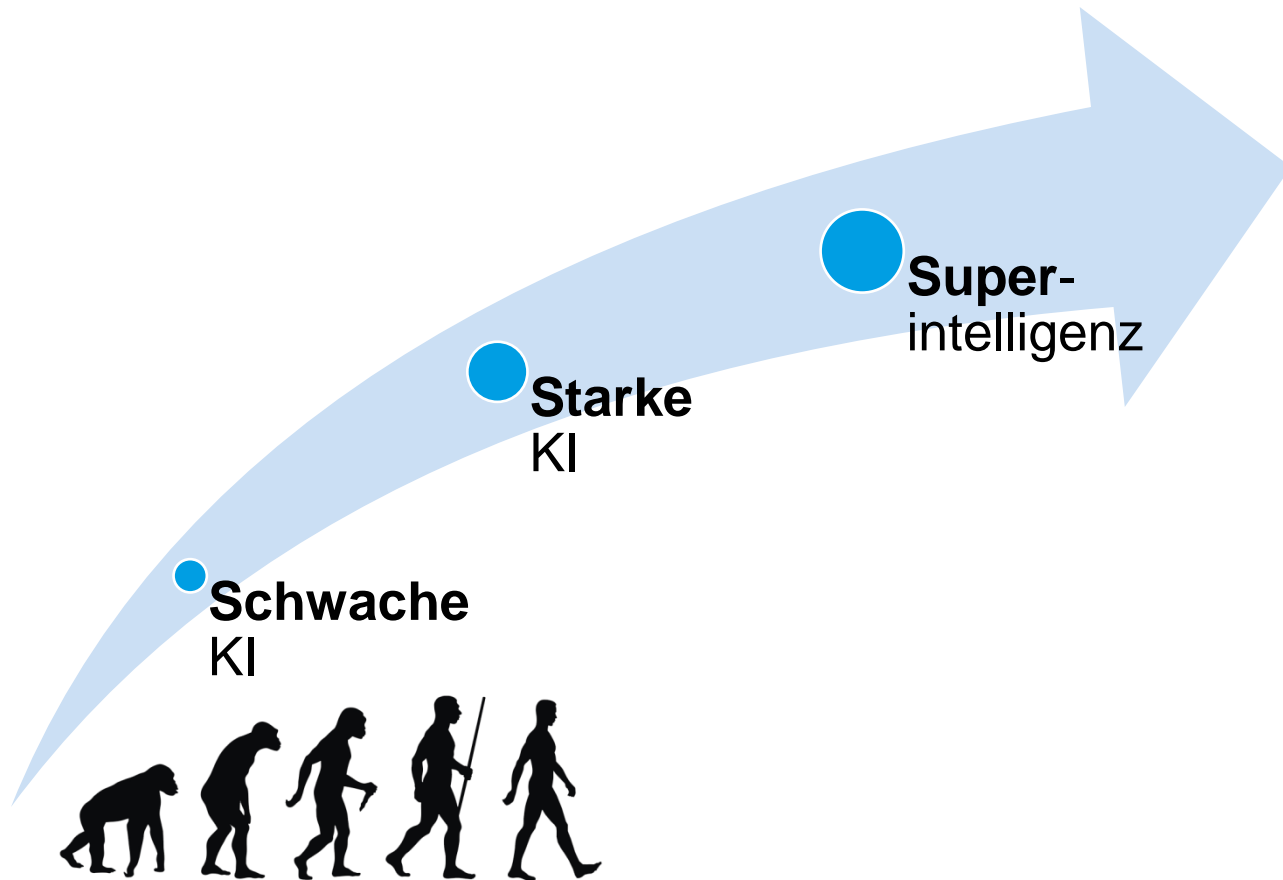 Super-
intelligenz
Starke
KI
Schwache
KI